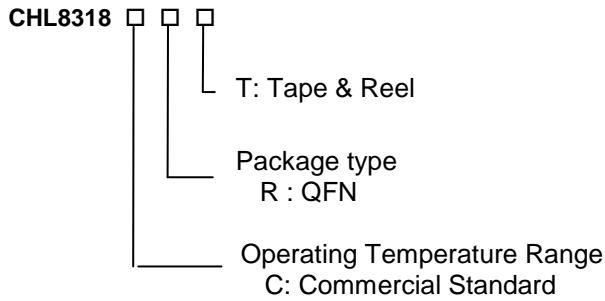 CHL8318 □ □ □
T: Tape & Reel
Package type
R : QFN
Operating Temperature Range
C: Commercial Standard